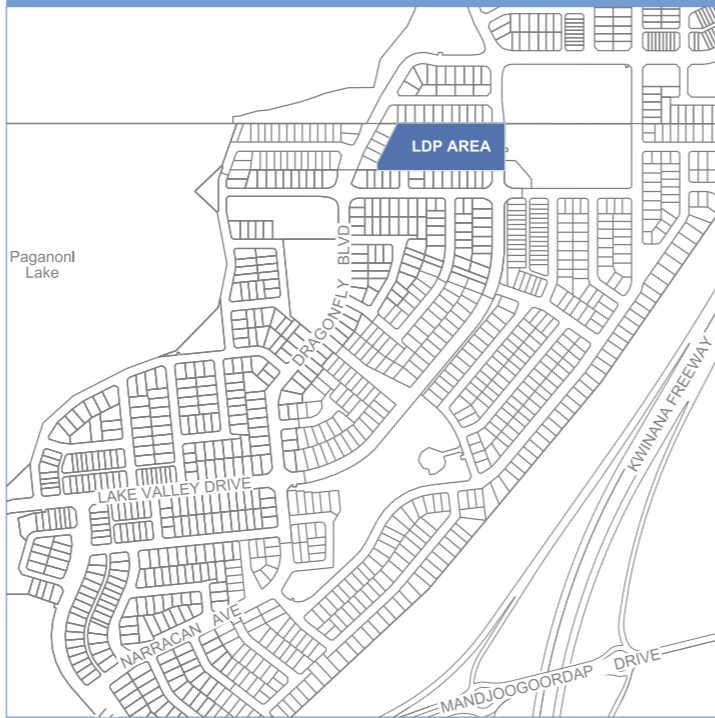 LDP AREA
Paganoni
Lake
DRAGONFLY BLVD
KWINANA FREEWAY
LAKE VALLEY DRIVE
NARRACAN AVE
MANDJOOGOORDAP DRIVE